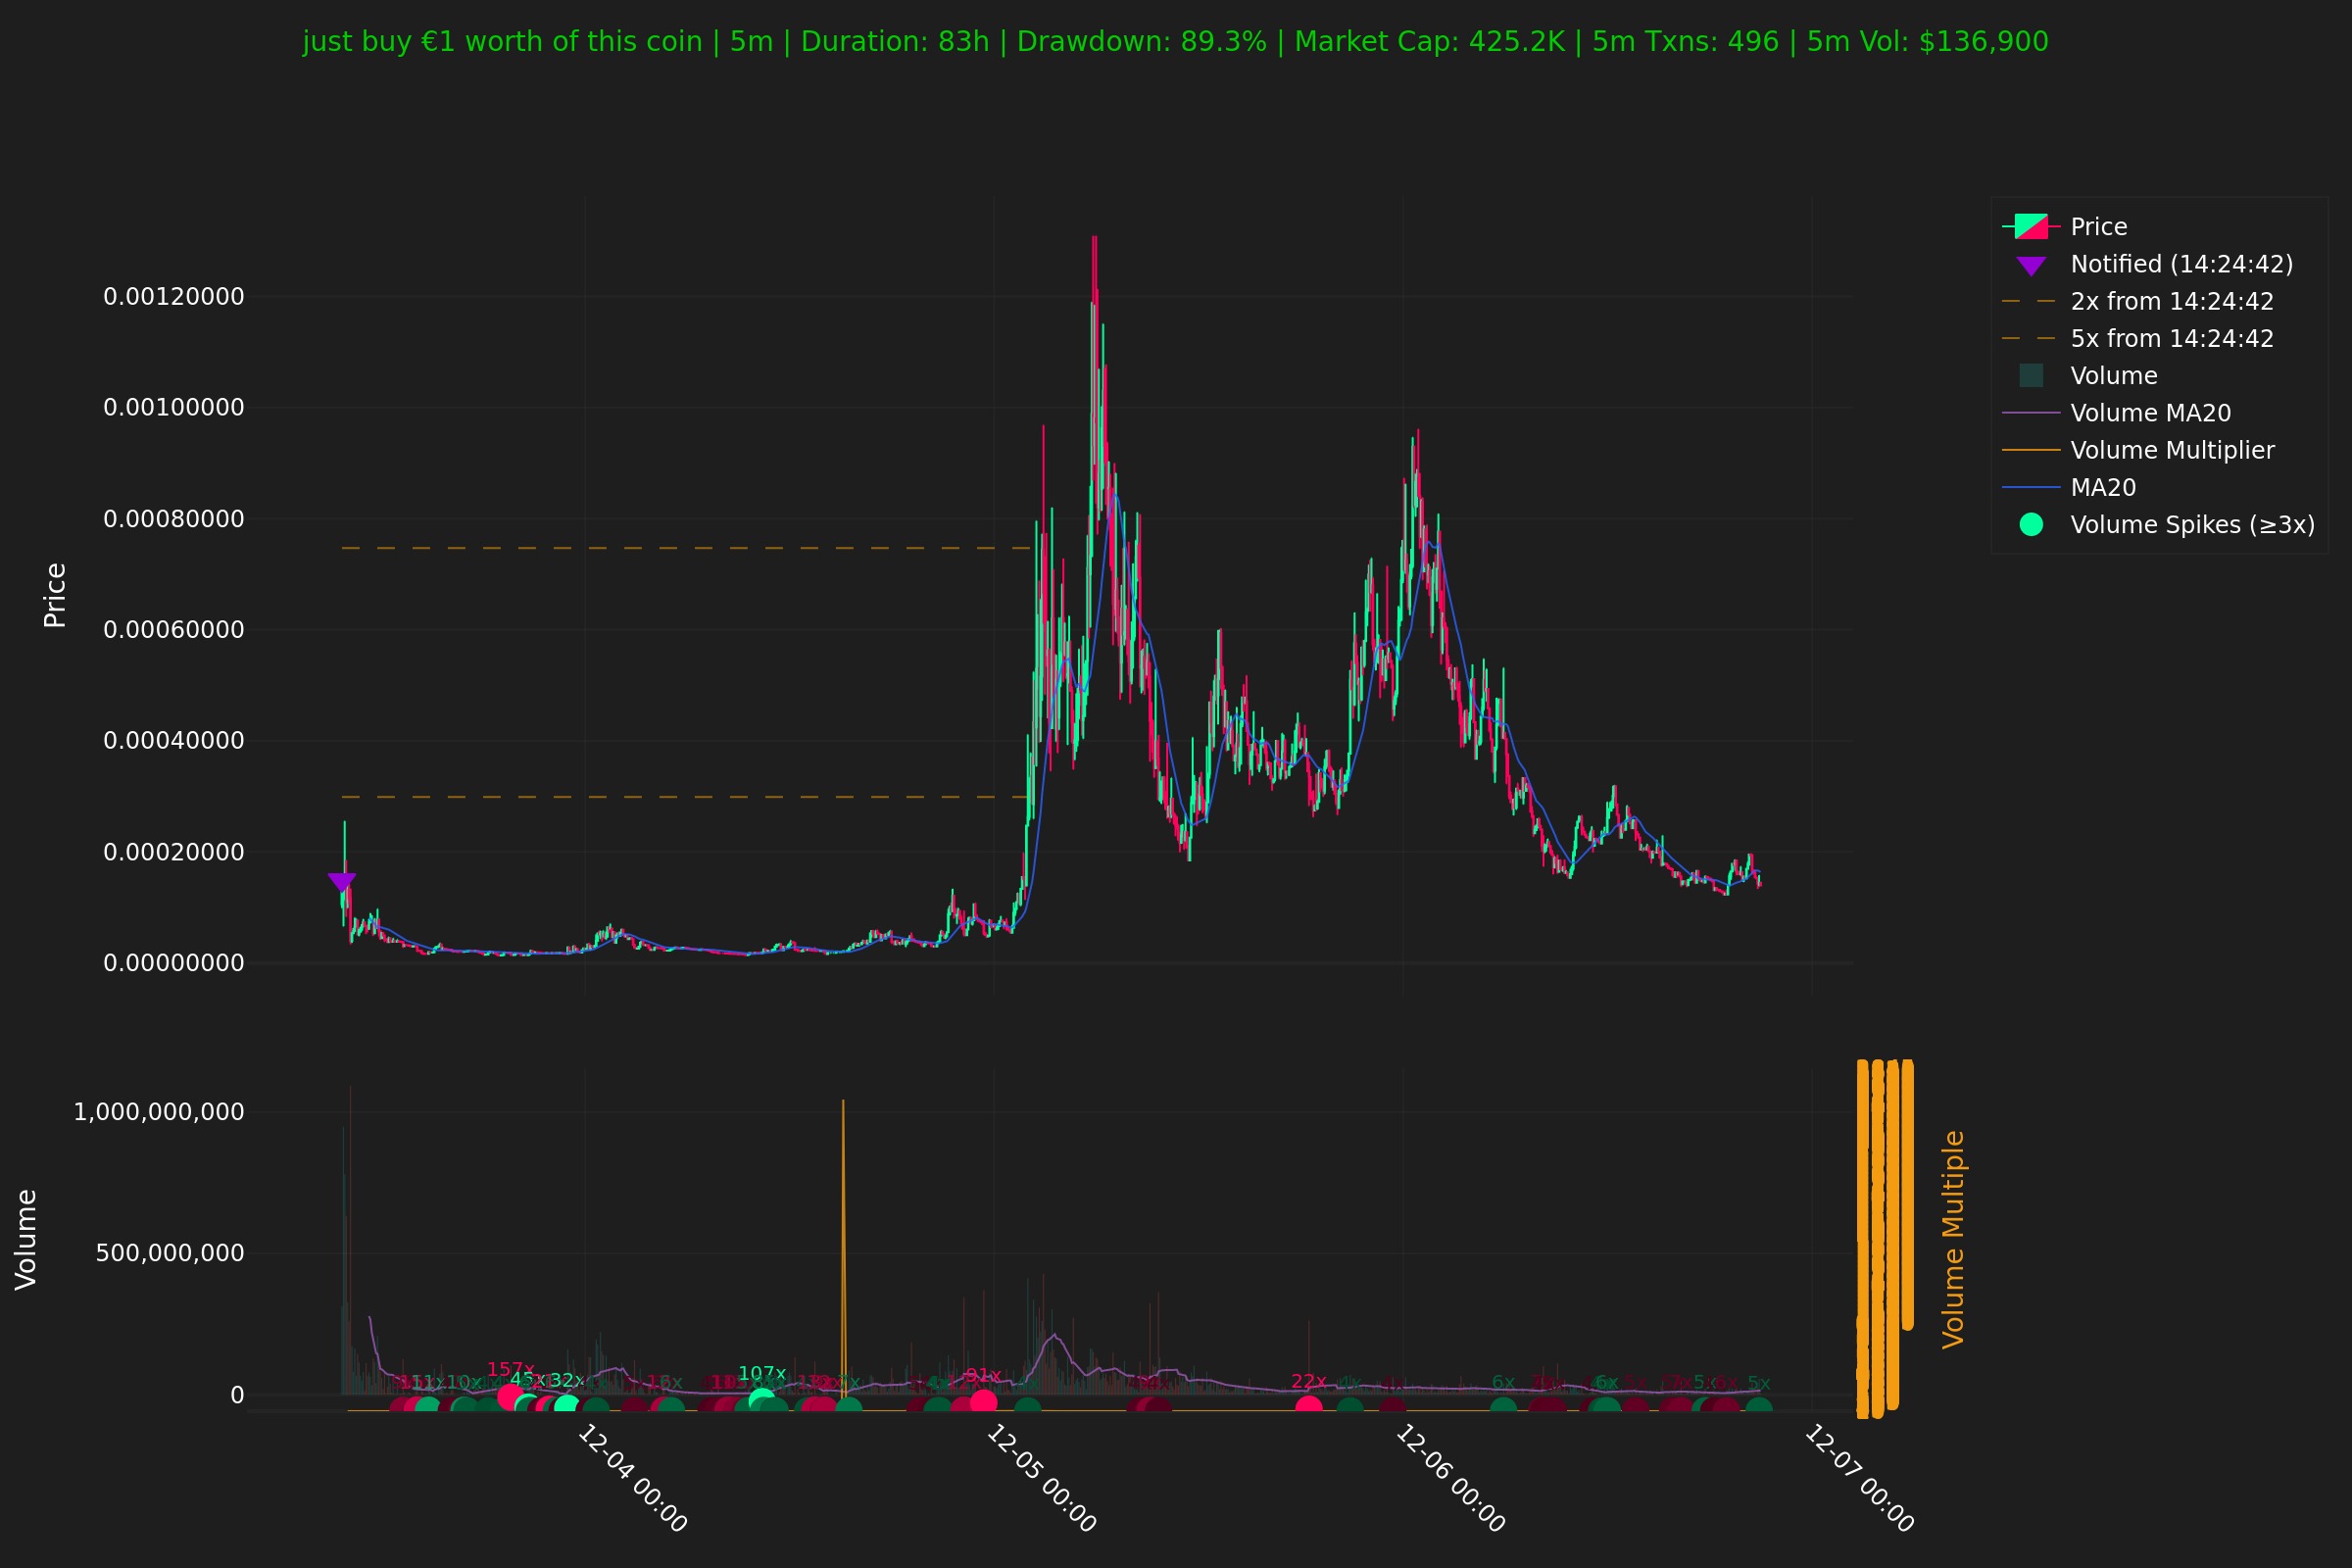 just buy €1 worth of this coin | 5m | Duration: 83h | Drawdown: 89.3% | Market Cap: 425.2K | 5m Txns: 496 | 5m Vol: $136,900
Price
Notified (14:24:42)
2x from 14:24:42
5x from 14:24:42
Volume
Volume MA20
Volume Multiplier
MA20
Volume Spikes (≥3x)
Price
0.00120000
0.00100000
0.00080000
0.00060000
0.00040000
0.00020000
0.00000000
Volume
1,000,000,000
500,000,000
0
11x
10x
157x
45x
32x
107x
91x
22x
4x
6x
6x
5x
5x
Volume Multiple
12-04 00:00
12-05 00:00
12-06 00:00
12-07 00:00